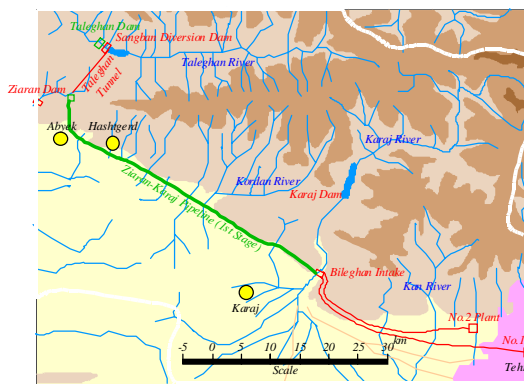 Taleghan Dam
Sangban Diversion Dam
Taleghan River
Taleghan
Tunnel
Ziaran Dam
Abyek
Hashtgerd
Karaj River
Kordan River
Karaj Dam
Ziaran-Karaj Pipeline (1st Stage)
Bileghan Intake
Kan River
Karaj
No.2 Plant
No.1
Teh
km
-5 0 5 10 15 20 25 30
Scale